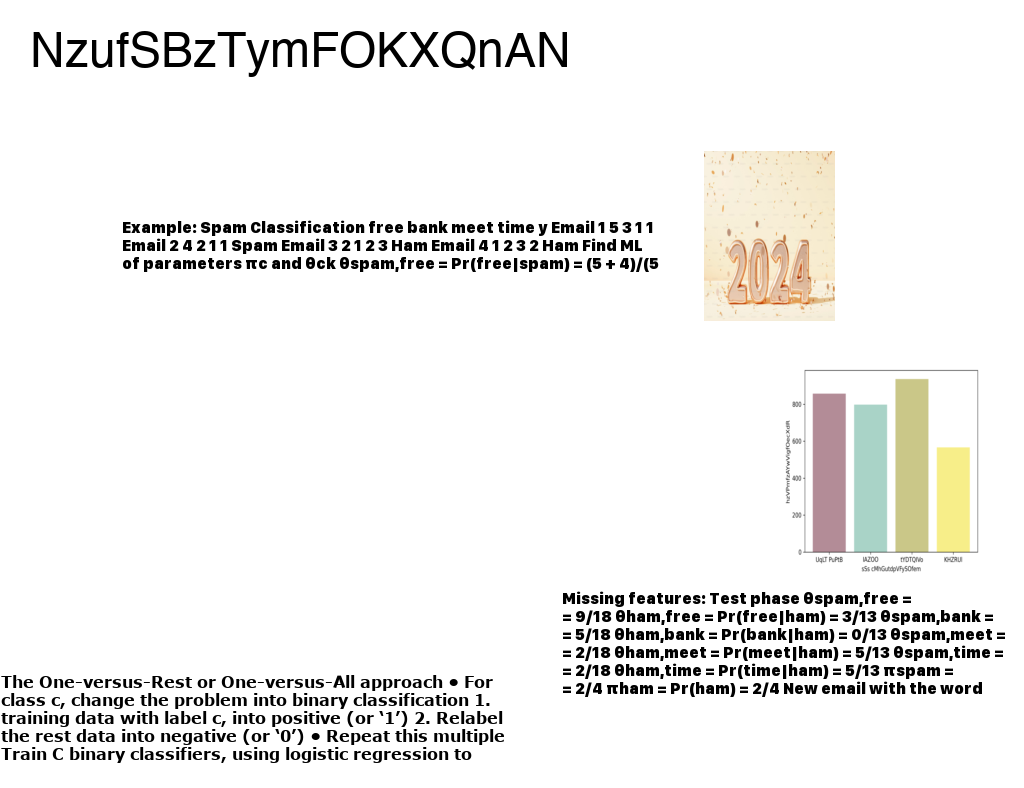 NzufSBzTymFOKXQnAN
Example: Spam Classification free bank meet time y Email 1 5 3 1 1
Email 2 4 2 1 1 Spam Email 3 2 1 2 3 Ham Email 4 1 2 3 2 Ham Find ML
of parameters πc and θck θspam,free = Pr(free|spam) = (5 + 4)/(5
2024
800
600
400
200
0
UqLT PuPtB
IAZOO
KHZRUI
Missing features: Test phase θspam,free =
= 9/18 θham,free = Pr(free|ham) = 3/13 θspam,bank =
= 5/18 θham,bank = Pr(bank|ham) = 0/13 θspam,meet =
= 2/18 θham,meet = Pr(meet|ham) = 5/13 θspam,time =
= 2/18 θham,time = Pr(time|ham) = 5/13 πspam =
= 2/4 πham = Pr(ham) = 2/4 New email with the word
The One-versus-Rest or One-versus-All approach • For
class c, change the problem into binary classification 1.
training data with label c, into positive (or ‘1’) 2. Relabel
the rest data into negative (or ‘0’) • Repeat this multiple
Train C binary classifiers, using logistic regression to